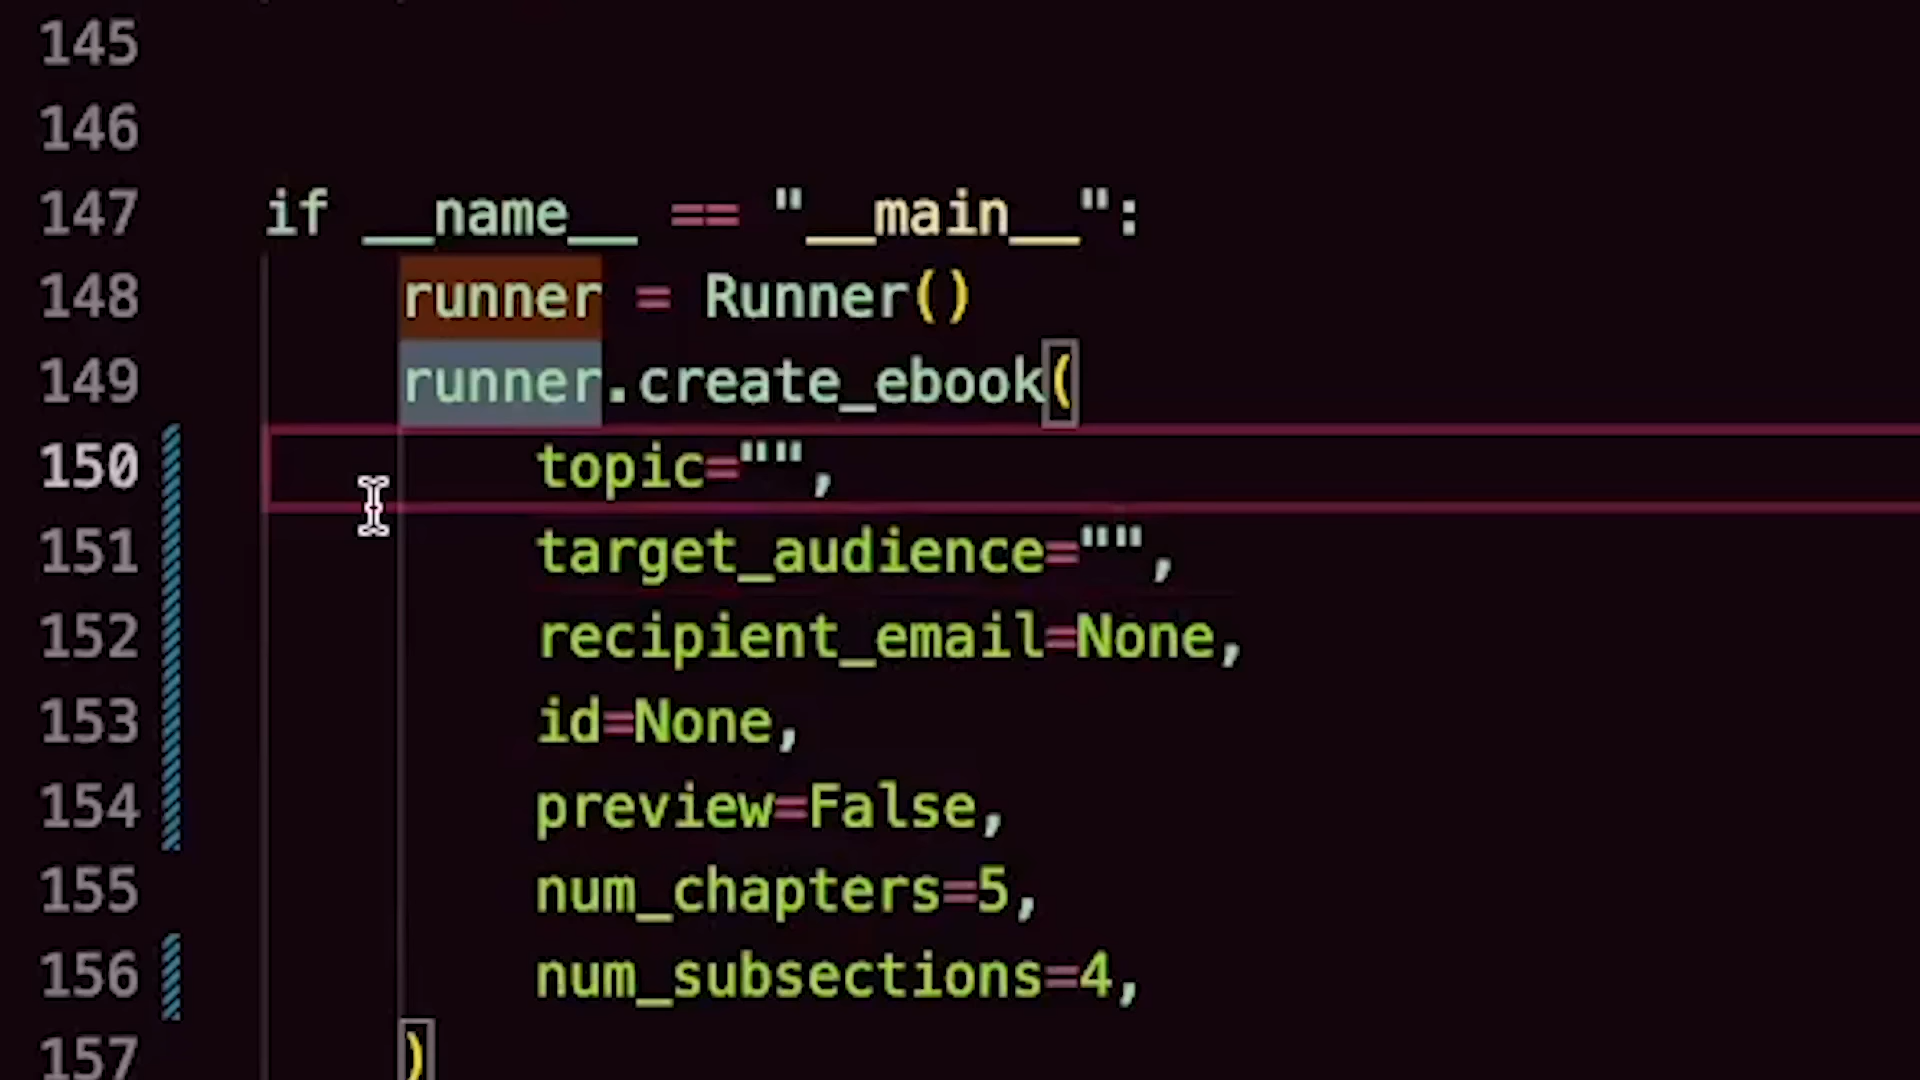 145
146
147 if __name__ == "__main__":
148 runner = Runner()
149 runner.create_ebook(
150 topic="",
151 target_audience="",
152 recipient_email=None,
153 id=None,
154 preview=False,
155 num_chapters=5,
156 num_subsections=4,
157 )